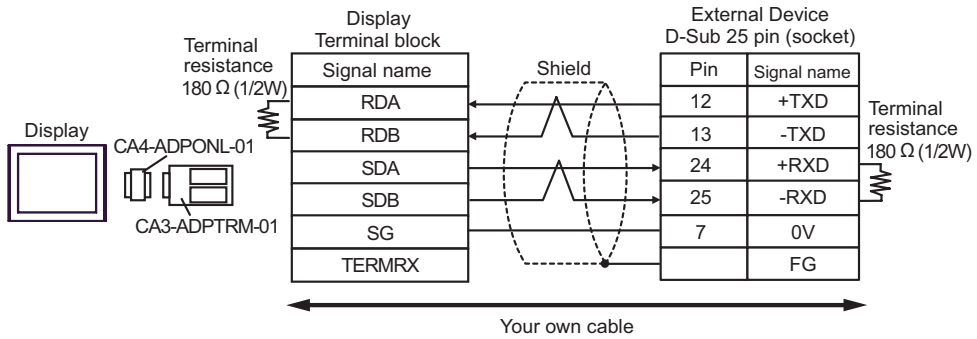 Display
Terminal block
External Device
D-Sub 25 pin (socket)
Terminal
resistance
180 Ω (1/2W)
Signal name
Shield
Pin
Signal name
RDA
12
+TXD
RDB
13
-TXD
Terminal
resistance
180 Ω (1/2W)
Display
CA4-ADPONL-01
SDA
24
+RXD
SDB
25
-RXD
CA3-ADPTRM-01
SG
7
0V
TERMRX
FG
Your own cable